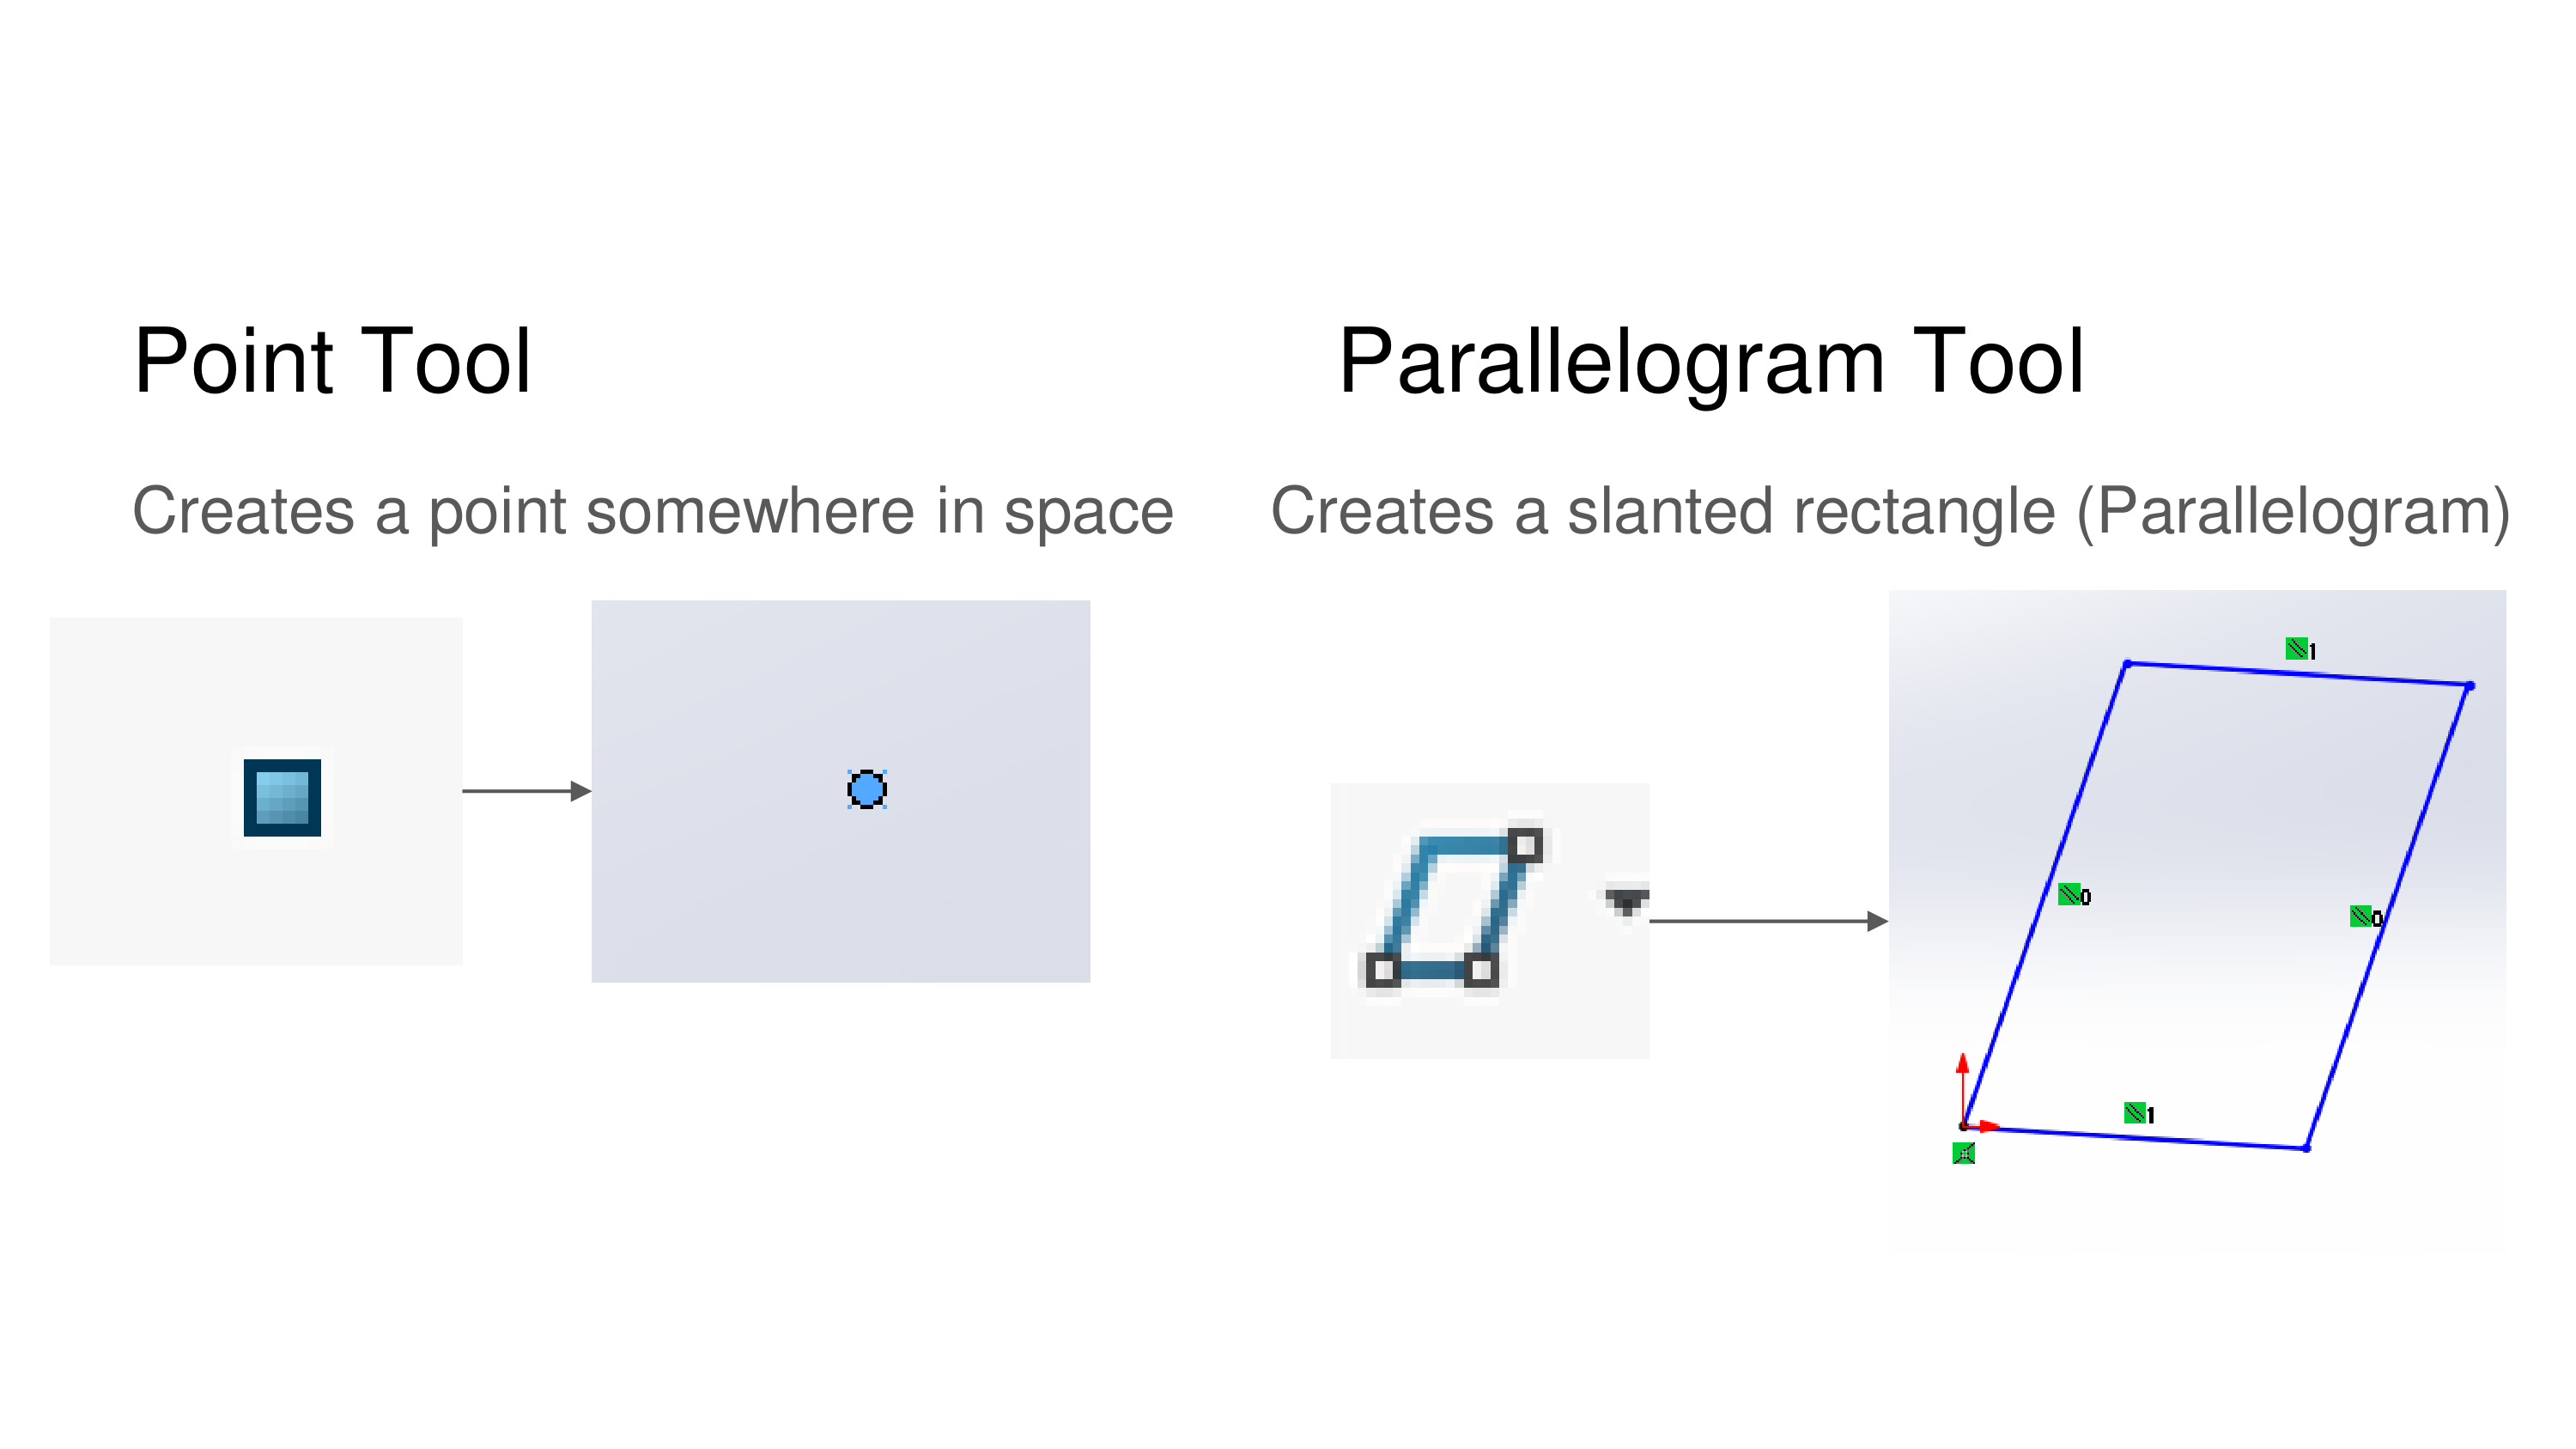 Point Tool
Creates a point somewhere in space
Parallelogram Tool
Creates a slanted rectangle (Parallelogram)
1
0
0
1